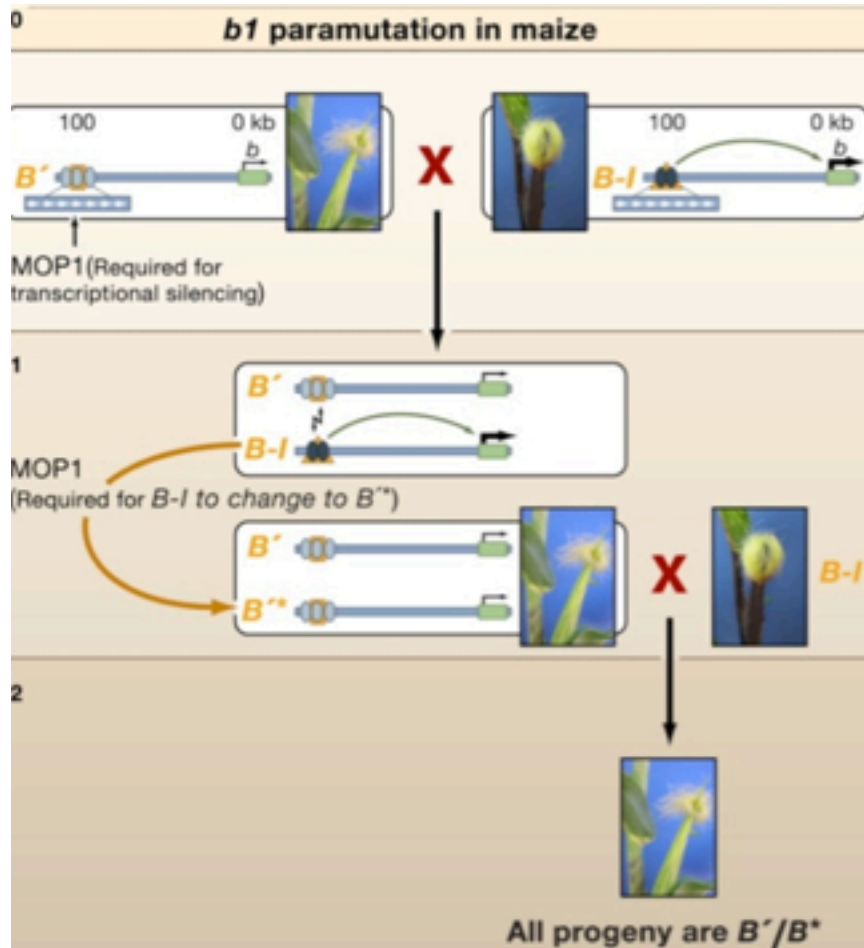 0
b1 paramutation in maize
100 0 kb
b
B´
100 0 kb
b
B-I
X
MOP1(Required for
transcriptional silencing)
1
B´
B-I
MOP1
(Required for B-I to change to B´*)
B´
B´*
X
B-I
2
All progeny are B´/B*